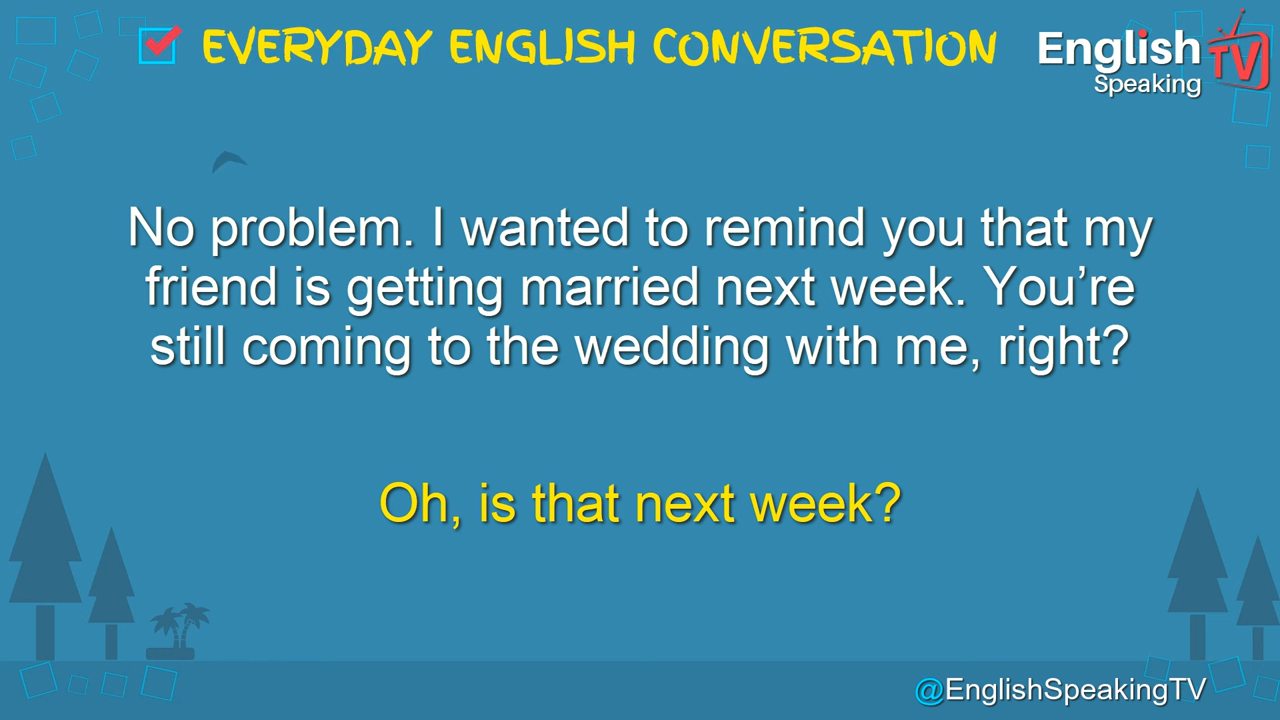 EVERYDAY ENGLISH CONVERSATION
English
Speaking
TV
No problem. I wanted to remind you that my
friend is getting married next week. You’re
still coming to the wedding with me, right?
Oh, is that next week?
@EnglishSpeakingTV